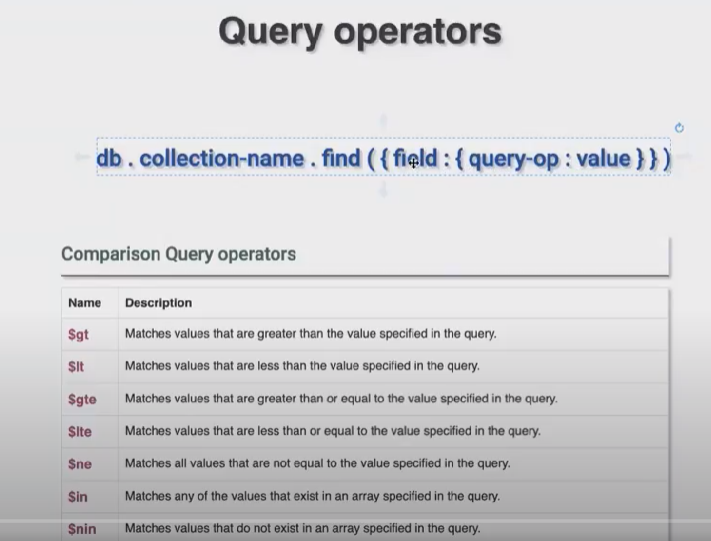 Query operators
db . collection-name . find ( { field : { query-op : value } } )
Comparison Query operators
Name Description
$gt Matches values that are greater than the value specified in the query.
$lt Matches values that are less than the value specified in the query.
$gte Matches values that are greater than or equal to the value specified in the query.
$lte Matches values that are less than or equal to the value specified in the query.
$ne Matches all values that are not equal to the value specified in the query.
$in Matches any of the values that exist in an array specified in the query.
$nin Matches values that do not exist in an array specified in the query.